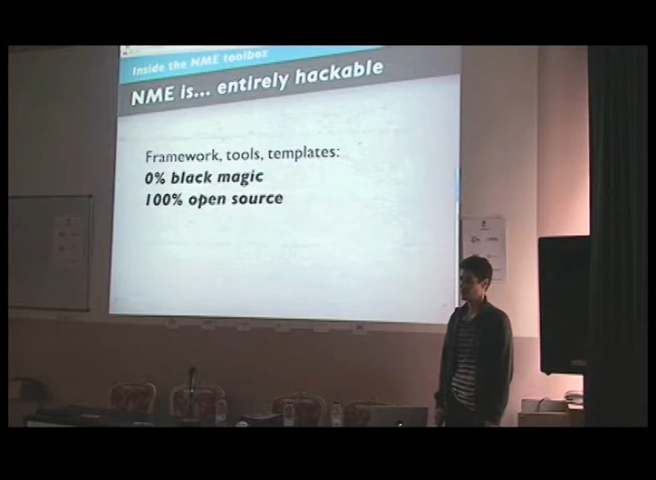 Inside the NME toolbox
NME is... entirely hackable
Framework, tools, templates:
0% black magic
100% open source